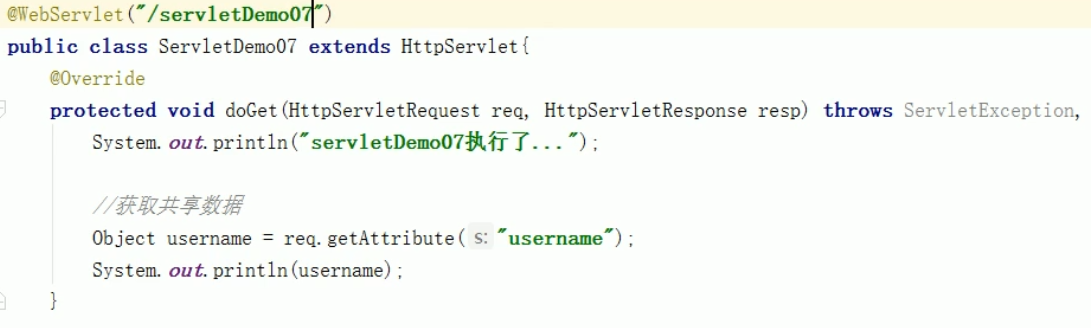 @WebServlet("/servletDemo07")
public class ServletDemo07 extends HttpServlet{
@Override
protected void doGet(HttpServletRequest req, HttpServletResponse resp) throws ServletException,
System.out.println("servletDemo07执行了...");
//获取共享数据
Object username = req.getAttribute( s: "username");
System.out.println(username);
}